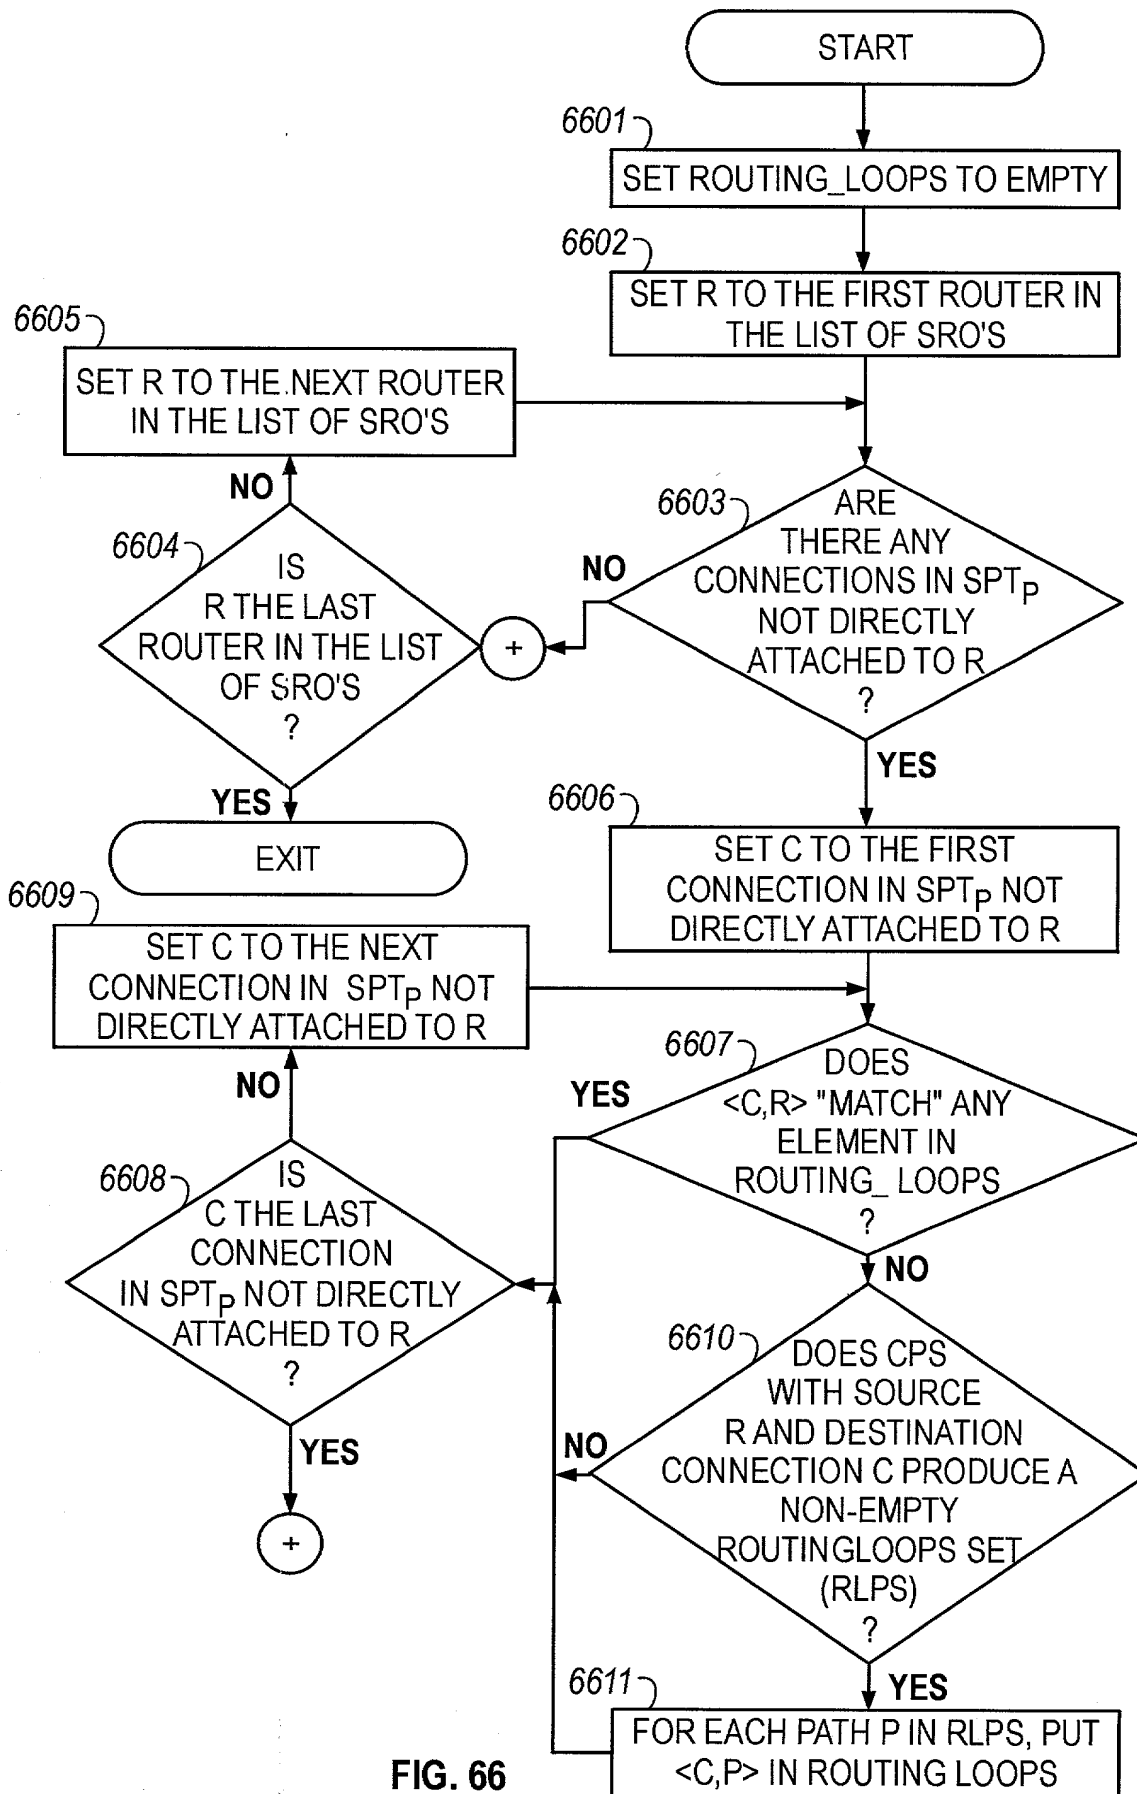 START
6601
SET ROUTING_LOOPS TO EMPTY
6602
SET R TO THE FIRST ROUTER IN
THE LIST OF SRO'S
6605
SET R TO THE NEXT ROUTER
IN THE LIST OF SRO'S
NO
6604
IS
R THE LAST
ROUTER IN THE LIST
OF SRO'S
?
YES
EXIT
+
6603
ARE
THERE ANY
CONNECTIONS IN SPTP
NOT DIRECTLY
ATTACHED TO R
?
NO
YES
6606
SET C TO THE FIRST
CONNECTION IN SPTP NOT
DIRECTLY ATTACHED TO R
6609
SET C TO THE NEXT
CONNECTION IN SPTP NOT
DIRECTLY ATTACHED TO R
NO
6608
IS
C THE LAST
CONNECTION
IN SPTP NOT DIRECTLY
ATTACHED TO R
?
YES
+
6607
DOES
<C,R> "MATCH" ANY
ELEMENT IN
ROUTING_ LOOPS
?
YES
NO
6610
DOES CPS
WITH SOURCE
R AND DESTINATION
CONNECTION C PRODUCE A
NON-EMPTY
ROUTINGLOOPS SET
(RLPS)
?
NO
YES
6611
FOR EACH PATH P IN RLPS, PUT
<C,P> IN ROUTING LOOPS
FIG. 66